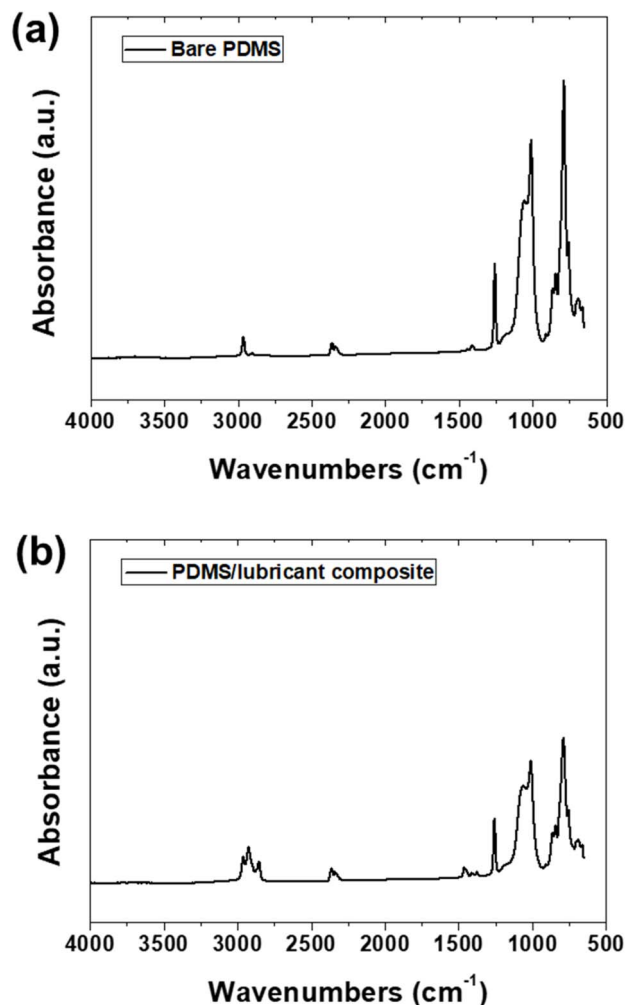 (a)
Bare PDMS
Absorbance (a.u.)
4000 3500 3000 2500 2000 1500 1000 500
Wavenumbers (cm⁻¹)
(b)
PDMS/lubricant composite
Absorbance (a.u.)
4000 3500 3000 2500 2000 1500 1000 500
Wavenumbers (cm⁻¹)